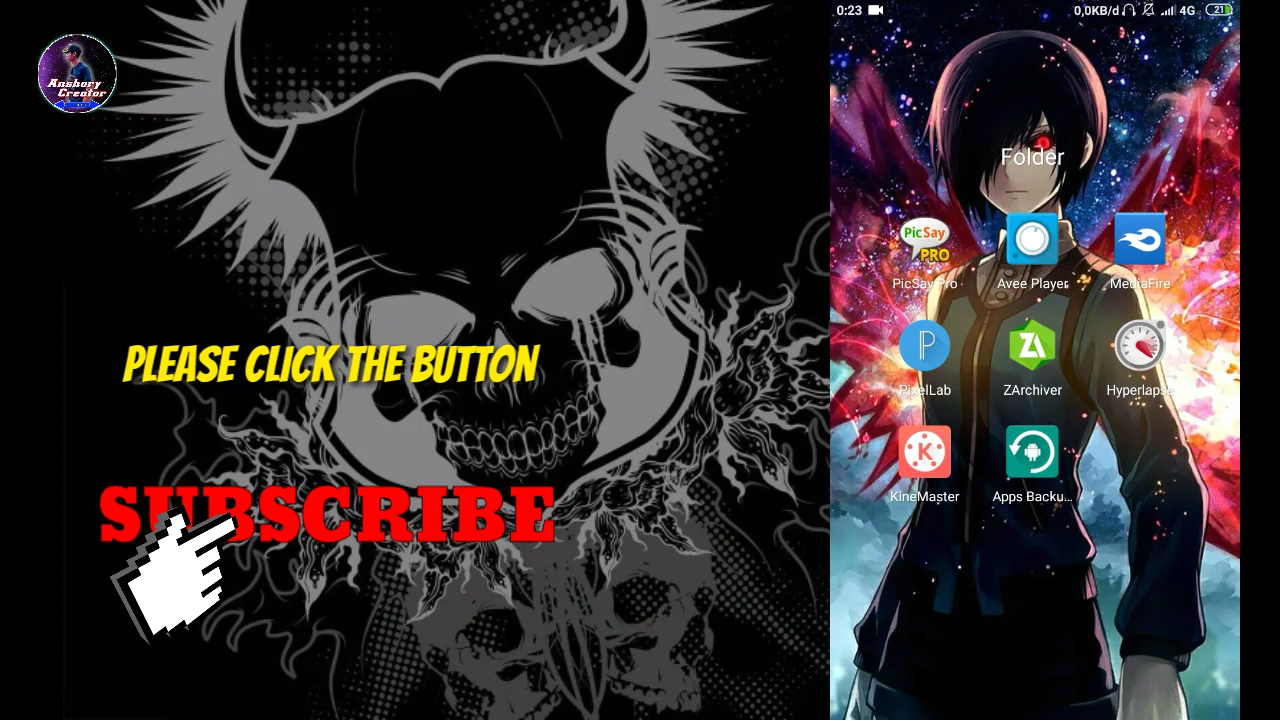 Anshory
Creator
PLEASE CLICK THE BUTTON
SUBSCRIBE
0:23
0,0KB/d
4G
21
Folder
PicSay
PRO
PicSay Pro
Avee Player
MediaFire
P
PixelLab
ZA
ZArchiver
Hyperlapse
K
KineMaster
Apps Backu...